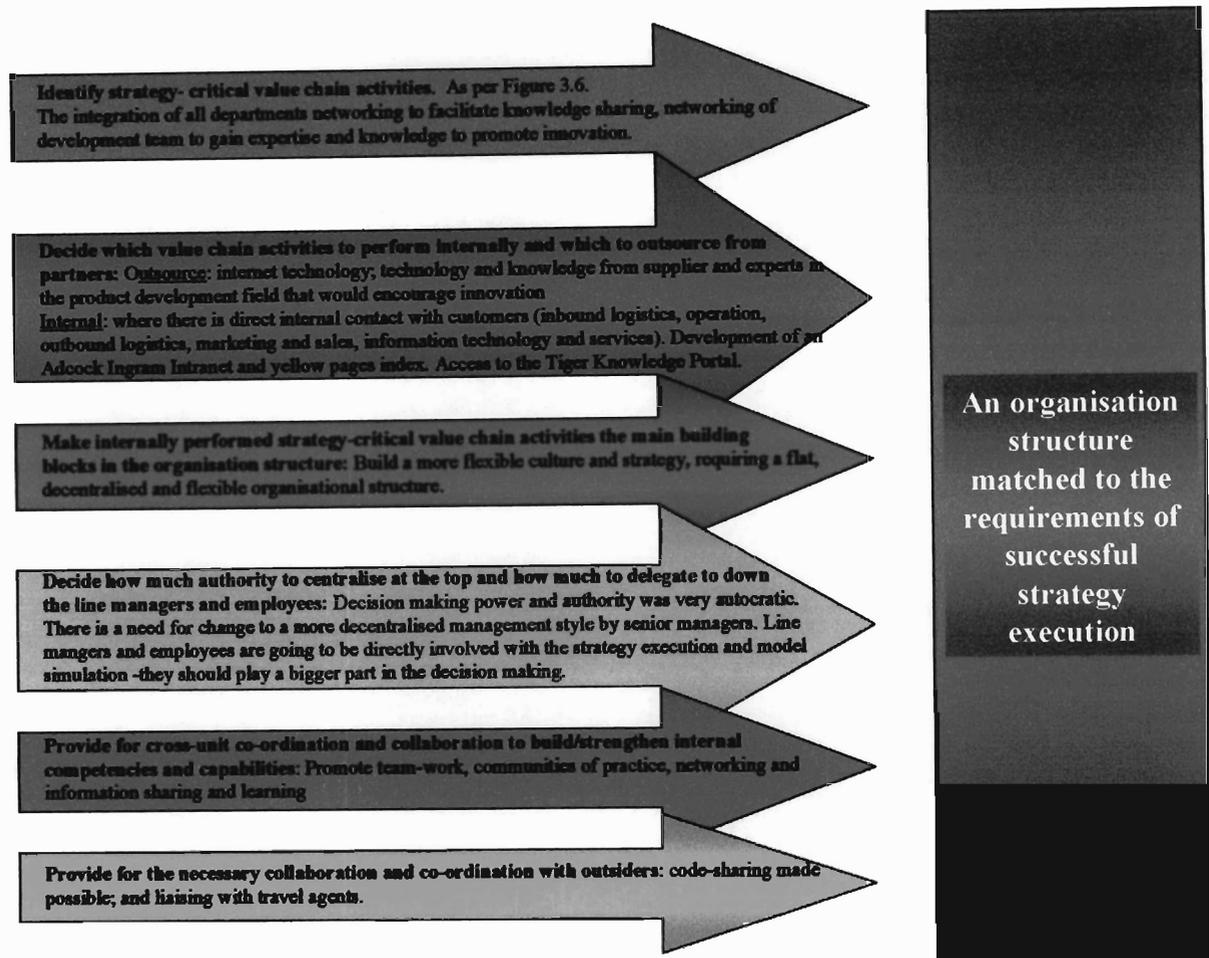 Identify strategy- critical value chain activities. As per Figure 3.6.
The integration of all departments networking to facilitate knowledge sharing, networking of
development team to gain expertise and knowledge to promote innovation.
Decide which value chain activities to perform internally and which to outsource from
partners: Outsource: internet technology; technology and knowledge from supplier and experts in
the product development field that would encourage innovation
Internal: where there is direct internal contact with customers (inbound logistics, operation,
outbound logistics, marketing and sales, information technology and services). Development of an
Adcock Ingram Intranet and yellow pages index. Access to the Tiger Knowledge Portal.
Make internally performed strategy-critical value chain activities the main building
blocks in the organisation structure: Build a more flexible culture and strategy, requiring a flat,
decentralised and flexible organisational structure.
Decide how much authority to centralise at the top and how much to delegate to down
the line managers and employees: Decision making power and authority was very autocratic.
There is a need for change to a more decentralised management style by senior managers. Line
mangers and employees are going to be directly involved with the strategy execution and model
simulation -they should play a bigger part in the decision making.
Provide for cross-unit co-ordination and collaboration to build/strengthen internal
competencies and capabilities: Promote team-work, communities of practice, networking and
information sharing and learning
Provide for the necessary collaboration and co-ordination with outsiders: code-sharing made
possible; and liaising with travel agents.
An organisation
structure
matched to the
requirements of
successful
strategy
execution